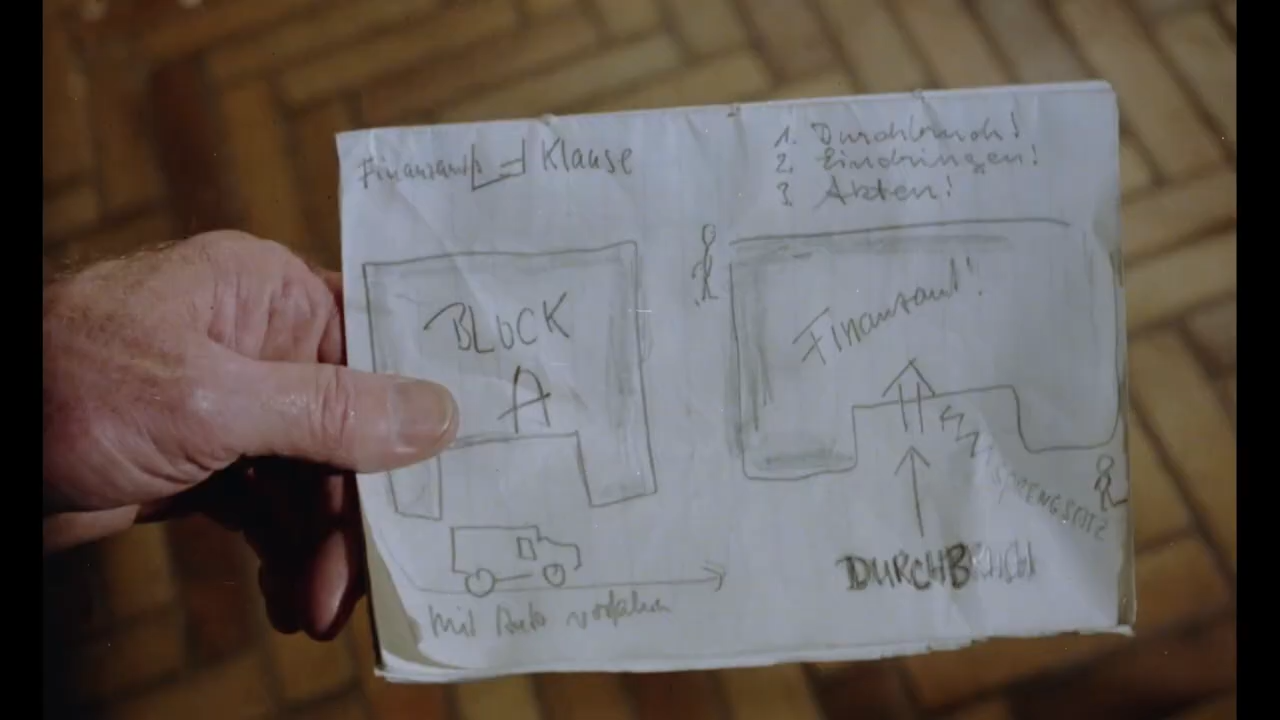 Finanzamt Klause
1. Durchbruch!
2. Eindringen!
3. Akten!
BLOCK
A
Finanzamt!
SPRENGSATZ
DURCHBRUCH
Mit Auto vorfahren